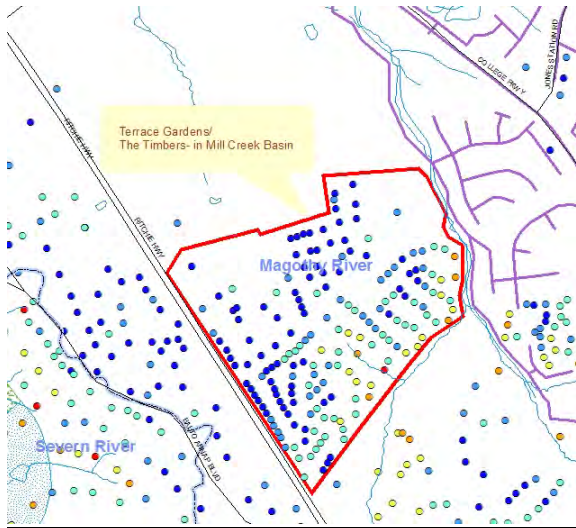 COLLEGE PKWY
JONES STATION RD
RITCHIE HWY
Terrace Gardens/
The Timbers- in Mill Creek Basin
RITCHIE HWY
Magothy River
Severn River
BLVD